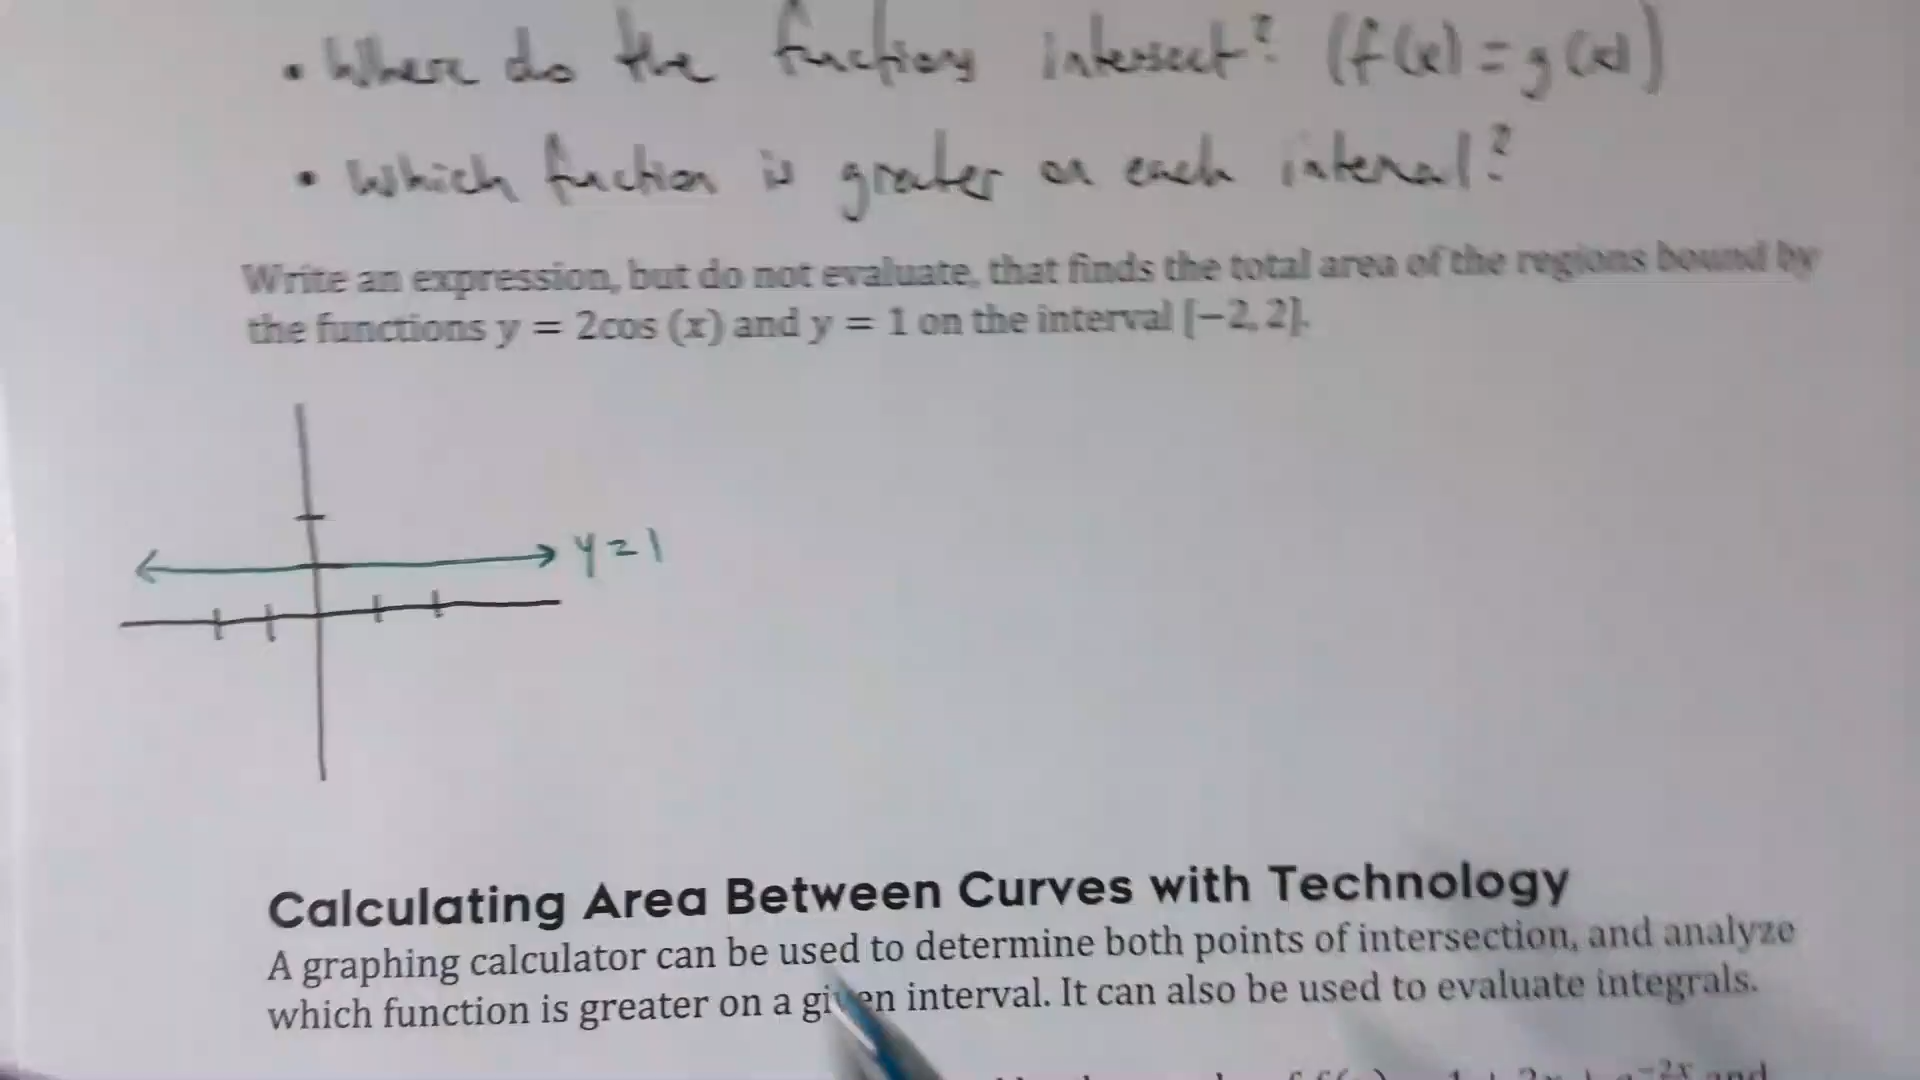 • Where do the functions intersect? (f(x) = g(x))
• Which function is greater on each interval?
Write an expression, but do not evaluate, that finds the total area of the regions bound by
the functions y = 2cos (x) and y = 1 on the interval [−2, 2].
y = 1
Calculating Area Between Curves with Technology
A graphing calculator can be used to determine both points of intersection, and analyze
which function is greater on a given interval. It can also be used to evaluate integrals.